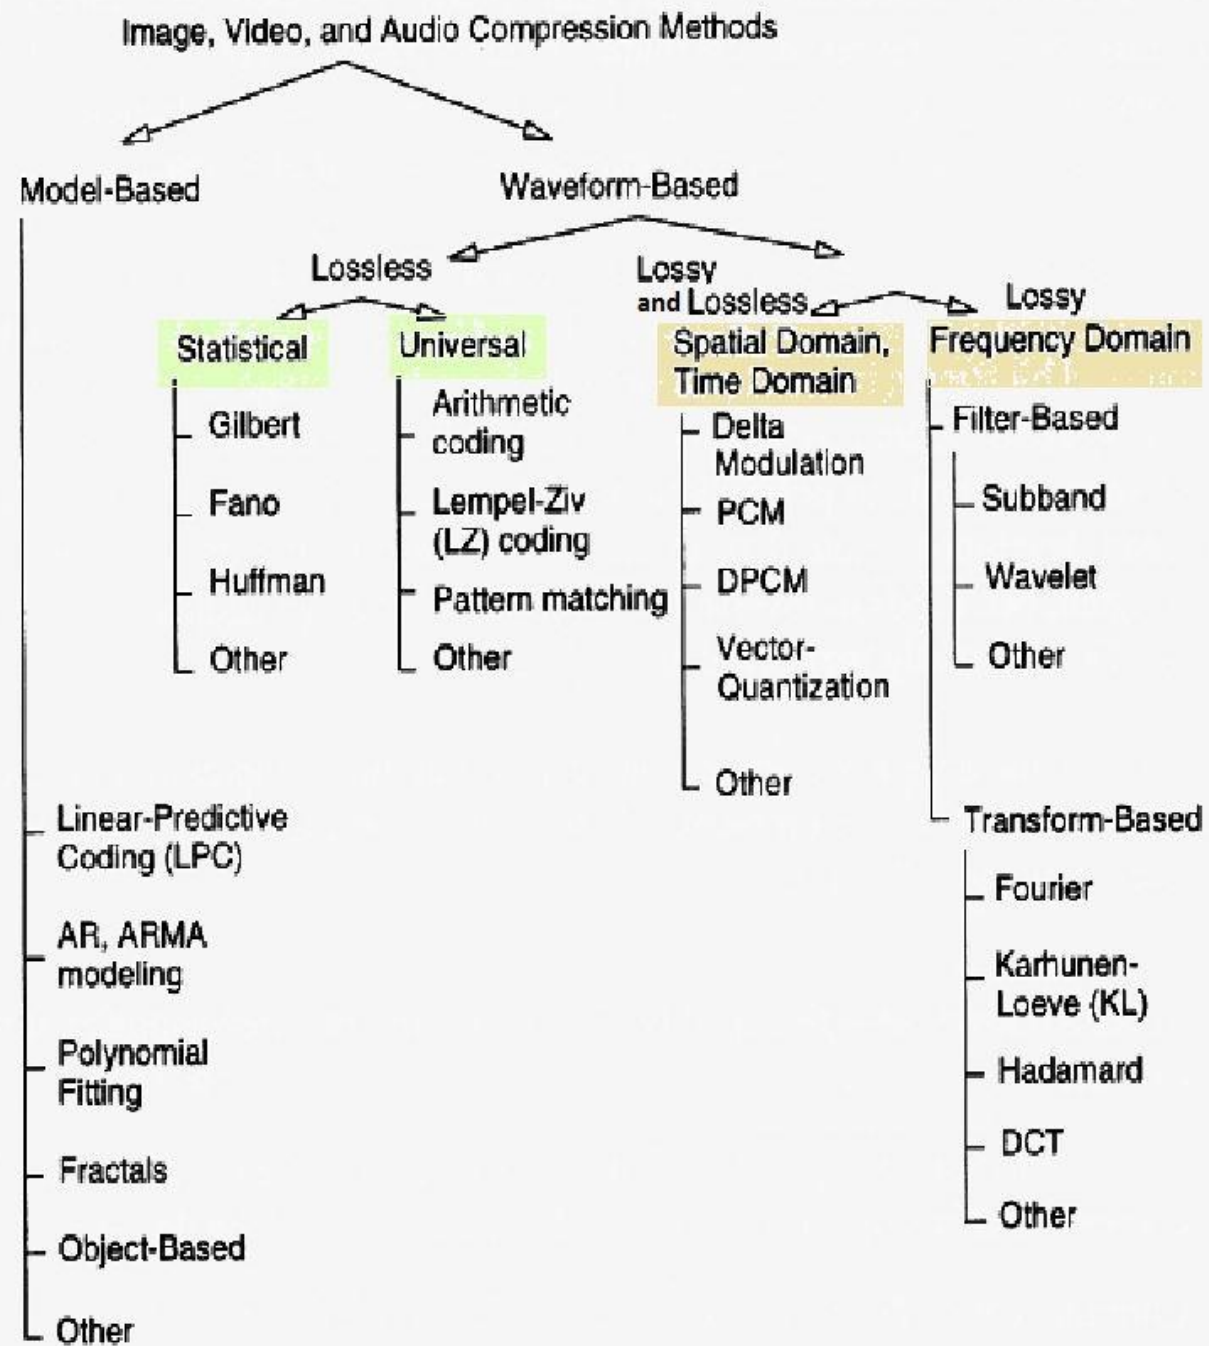 Image, Video, and Audio Compression Methods
Model-Based
Waveform-Based
Lossless
Statistical
Gilbert
Fano
Huffman
Other
Universal
Arithmetic
coding
Lempel-Ziv
(LZ) coding
Pattern matching
Other
Lossy
and Lossless
Spatial Domain,
Time Domain
Delta
Modulation
PCM
DPCM
Vector-
Quantization
Other
Lossy
Frequency Domain
Filter-Based
Subband
Wavelet
Other
Transform-Based
Fourier
Karhunen-
Loeve (KL)
Hadamard
DCT
Other
Linear-Predictive
Coding (LPC)
AR, ARMA
modeling
Polynomial
Fitting
Fractals
Object-Based
Other